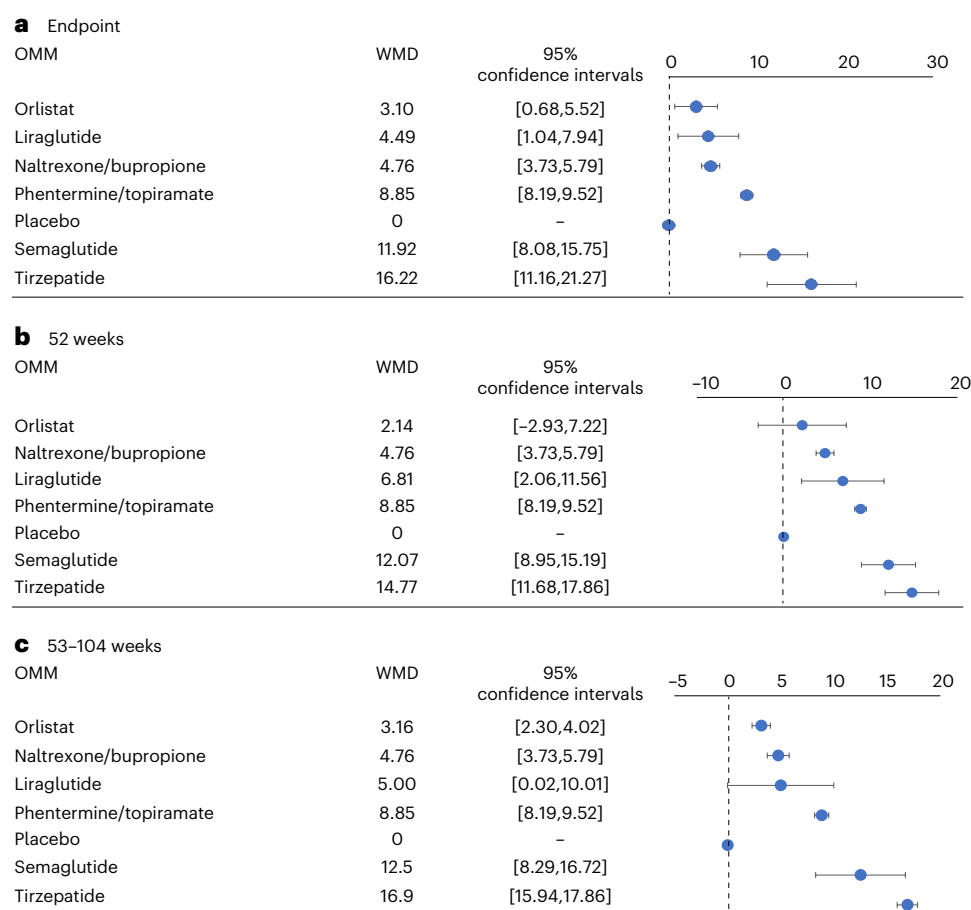 a Endpoint
OMM WMD 95% confidence intervals
0 10 20 30
Orlistat 3.10 [0.68,5.52]
Liraglutide 4.49 [1.04,7.94]
Naltrexone/bupropione 4.76 [3.73,5.79]
Phentermine/topiramate 8.85 [8.19,9.52]
Placebo 0 –
Semaglutide 11.92 [8.08,15.75]
Tirzepatide 16.22 [11.16,21.27]
b 52 weeks
OMM WMD 95% confidence intervals
–10 0 10 20
Orlistat 2.14 [–2.93,7.22]
Naltrexone/bupropione 4.76 [3.73,5.79]
Liraglutide 6.81 [2.06,11.56]
Phentermine/topiramate 8.85 [8.19,9.52]
Placebo 0 –
Semaglutide 12.07 [8.95,15.19]
Tirzepatide 14.77 [11.68,17.86]
c 53–104 weeks
OMM WMD 95% confidence intervals
–5 0 5 10 15 20
Orlistat 3.16 [2.30,4.02]
Naltrexone/bupropione 4.76 [3.73,5.79]
Liraglutide 5.00 [0.02,10.01]
Phentermine/topiramate 8.85 [8.19,9.52]
Placebo 0 –
Semaglutide 12.5 [8.29,16.72]
Tirzepatide 16.9 [15.94,17.86]